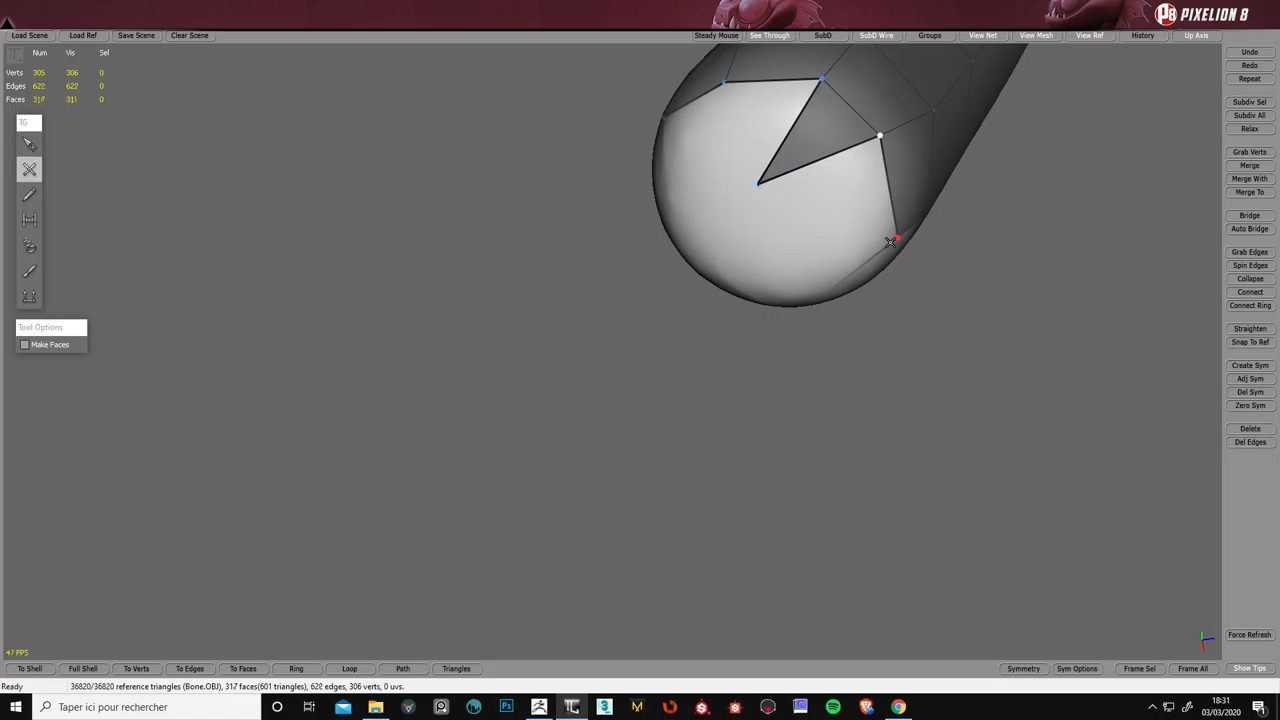 PIXELION 8
Load Scene Load Ref Save Scene Clear Scene Steady Mouse See Through SubD SubD Wire Groups View Net View Mesh View Ref History Up Axis
Num Vis Sel
Verts 305 306 0
Edges 622 622 0
Faces 317 317 0
TG
Tool Options
Make Faces
Undo
Redo
Repeat
Subdiv Sel
Subdiv All
Relax
Grab Verts
Merge
Merge With
Merge To
Bridge
Auto Bridge
Grab Edges
Spin Edges
Collapse
Connect
Connect Ring
Straighten
Snap To Ref
Create Sym
Adj Sym
Del Sym
Zero Sym
Delete
Del Edges
Force Refresh
47 FPS
To Shell Full Shell To Verts To Edges To Faces Ring Loop Path Triangles Symmetry Sym Options Frame Sel Frame All Show Tips
Ready 36820/36820 reference triangles (Bone.OBJ), 317 faces(601 triangles), 622 edges, 306 verts, 0 uvs.
Taper ici pour rechercher
18:31
03/03/2020